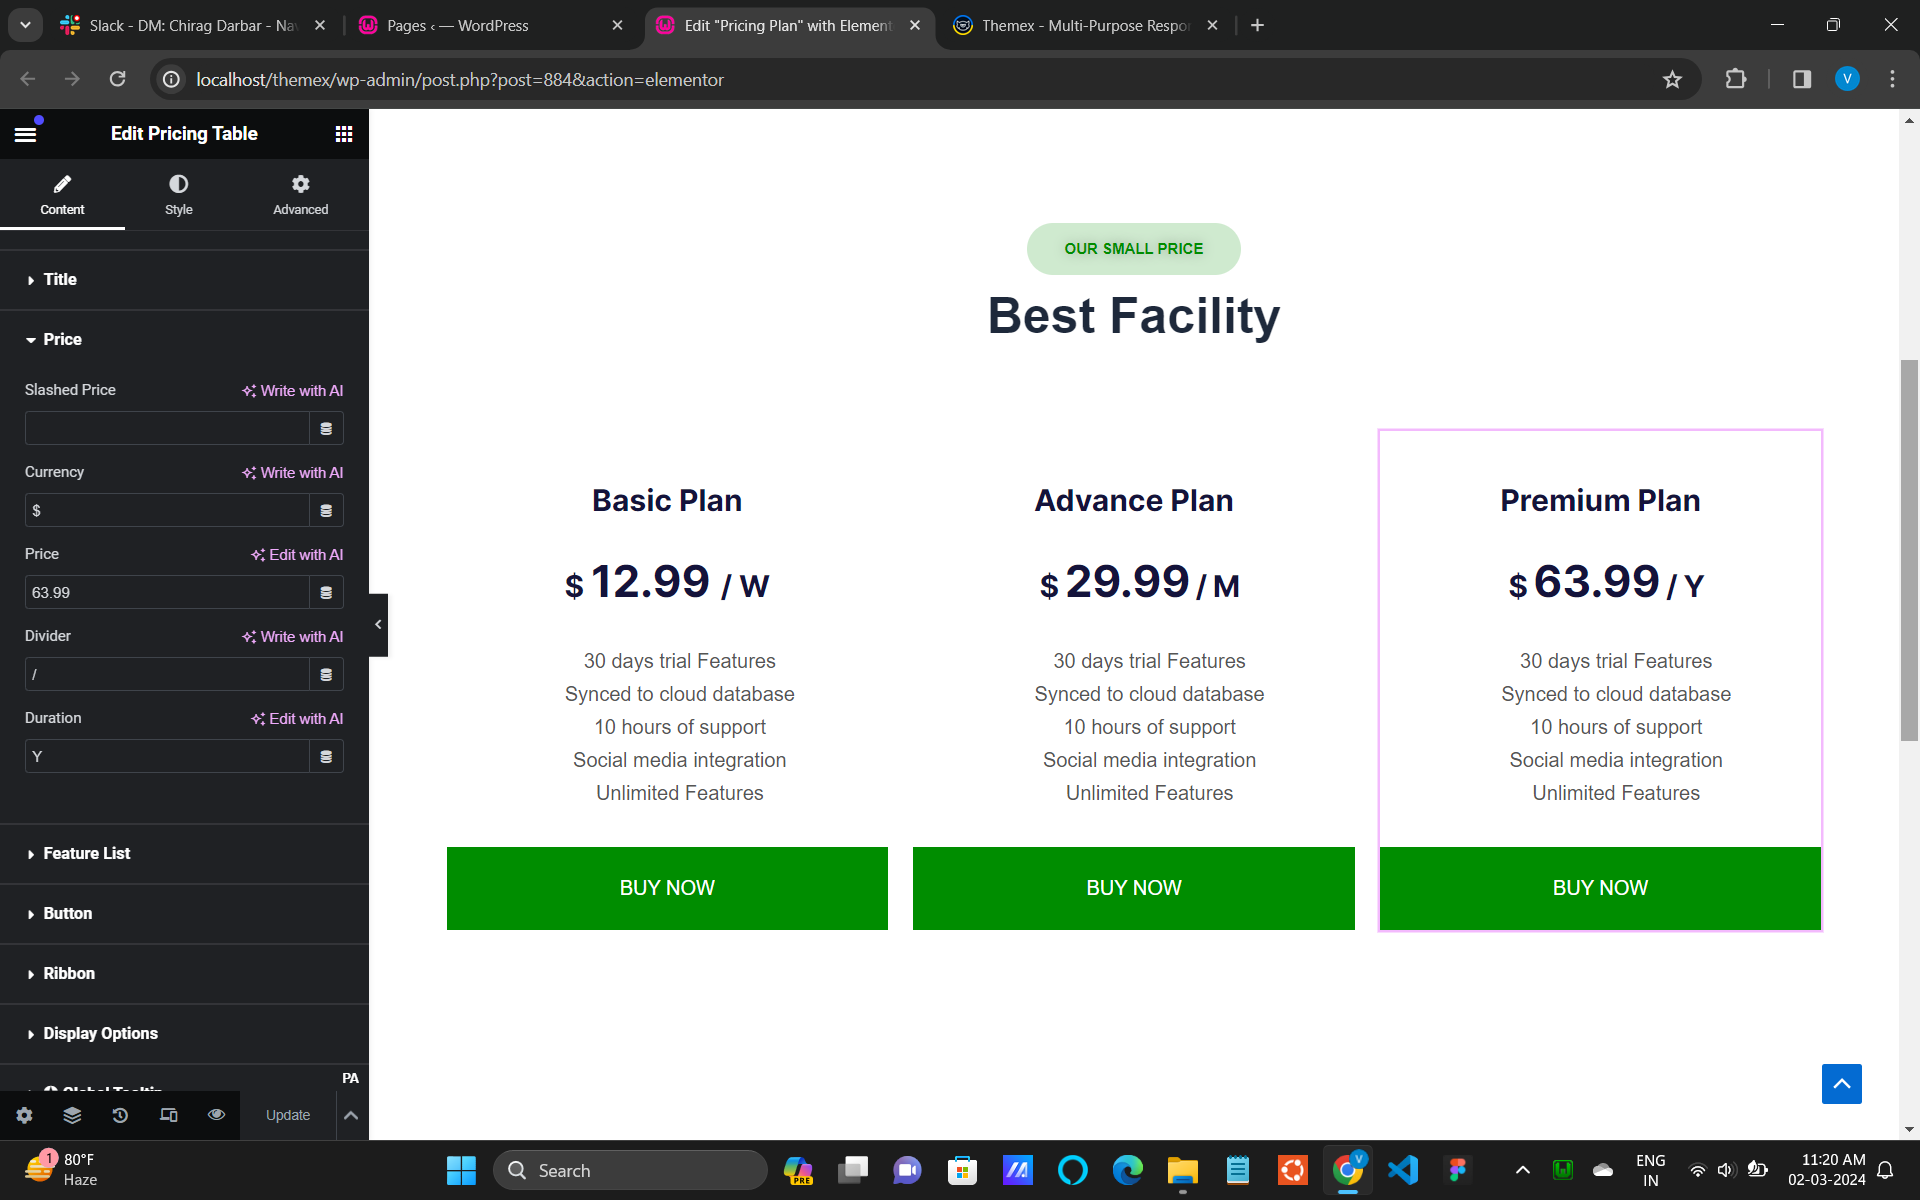 Slack - DM: Chirag Darbar - Na
Pages ‹ — WordPress
Edit "Pricing Plan" with Element
Themex - Multi-Purpose Respo
localhost/themex/wp-admin/post.php?post=884&action=elementor
V
Edit Pricing Table
Content
Style
Advanced
Title
Price
Slashed Price
Write with AI
Currency
Write with AI
$
Price
Edit with AI
63.99
Divider
Write with AI
/
Duration
Edit with AI
Y
Feature List
Button
Ribbon
Display Options
Global Tooltip
PA
Update
OUR SMALL PRICE
Best Facility
Basic Plan
$ 12.99 / W
30 days trial Features
Synced to cloud database
10 hours of support
Social media integration
Unlimited Features
BUY NOW
Advance Plan
$ 29.99 / M
30 days trial Features
Synced to cloud database
10 hours of support
Social media integration
Unlimited Features
BUY NOW
Premium Plan
$ 63.99 / Y
30 days trial Features
Synced to cloud database
10 hours of support
Social media integration
Unlimited Features
BUY NOW
1
80°F
Haze
Search
PRE
V
ENG
IN
11:20 AM
02-03-2024